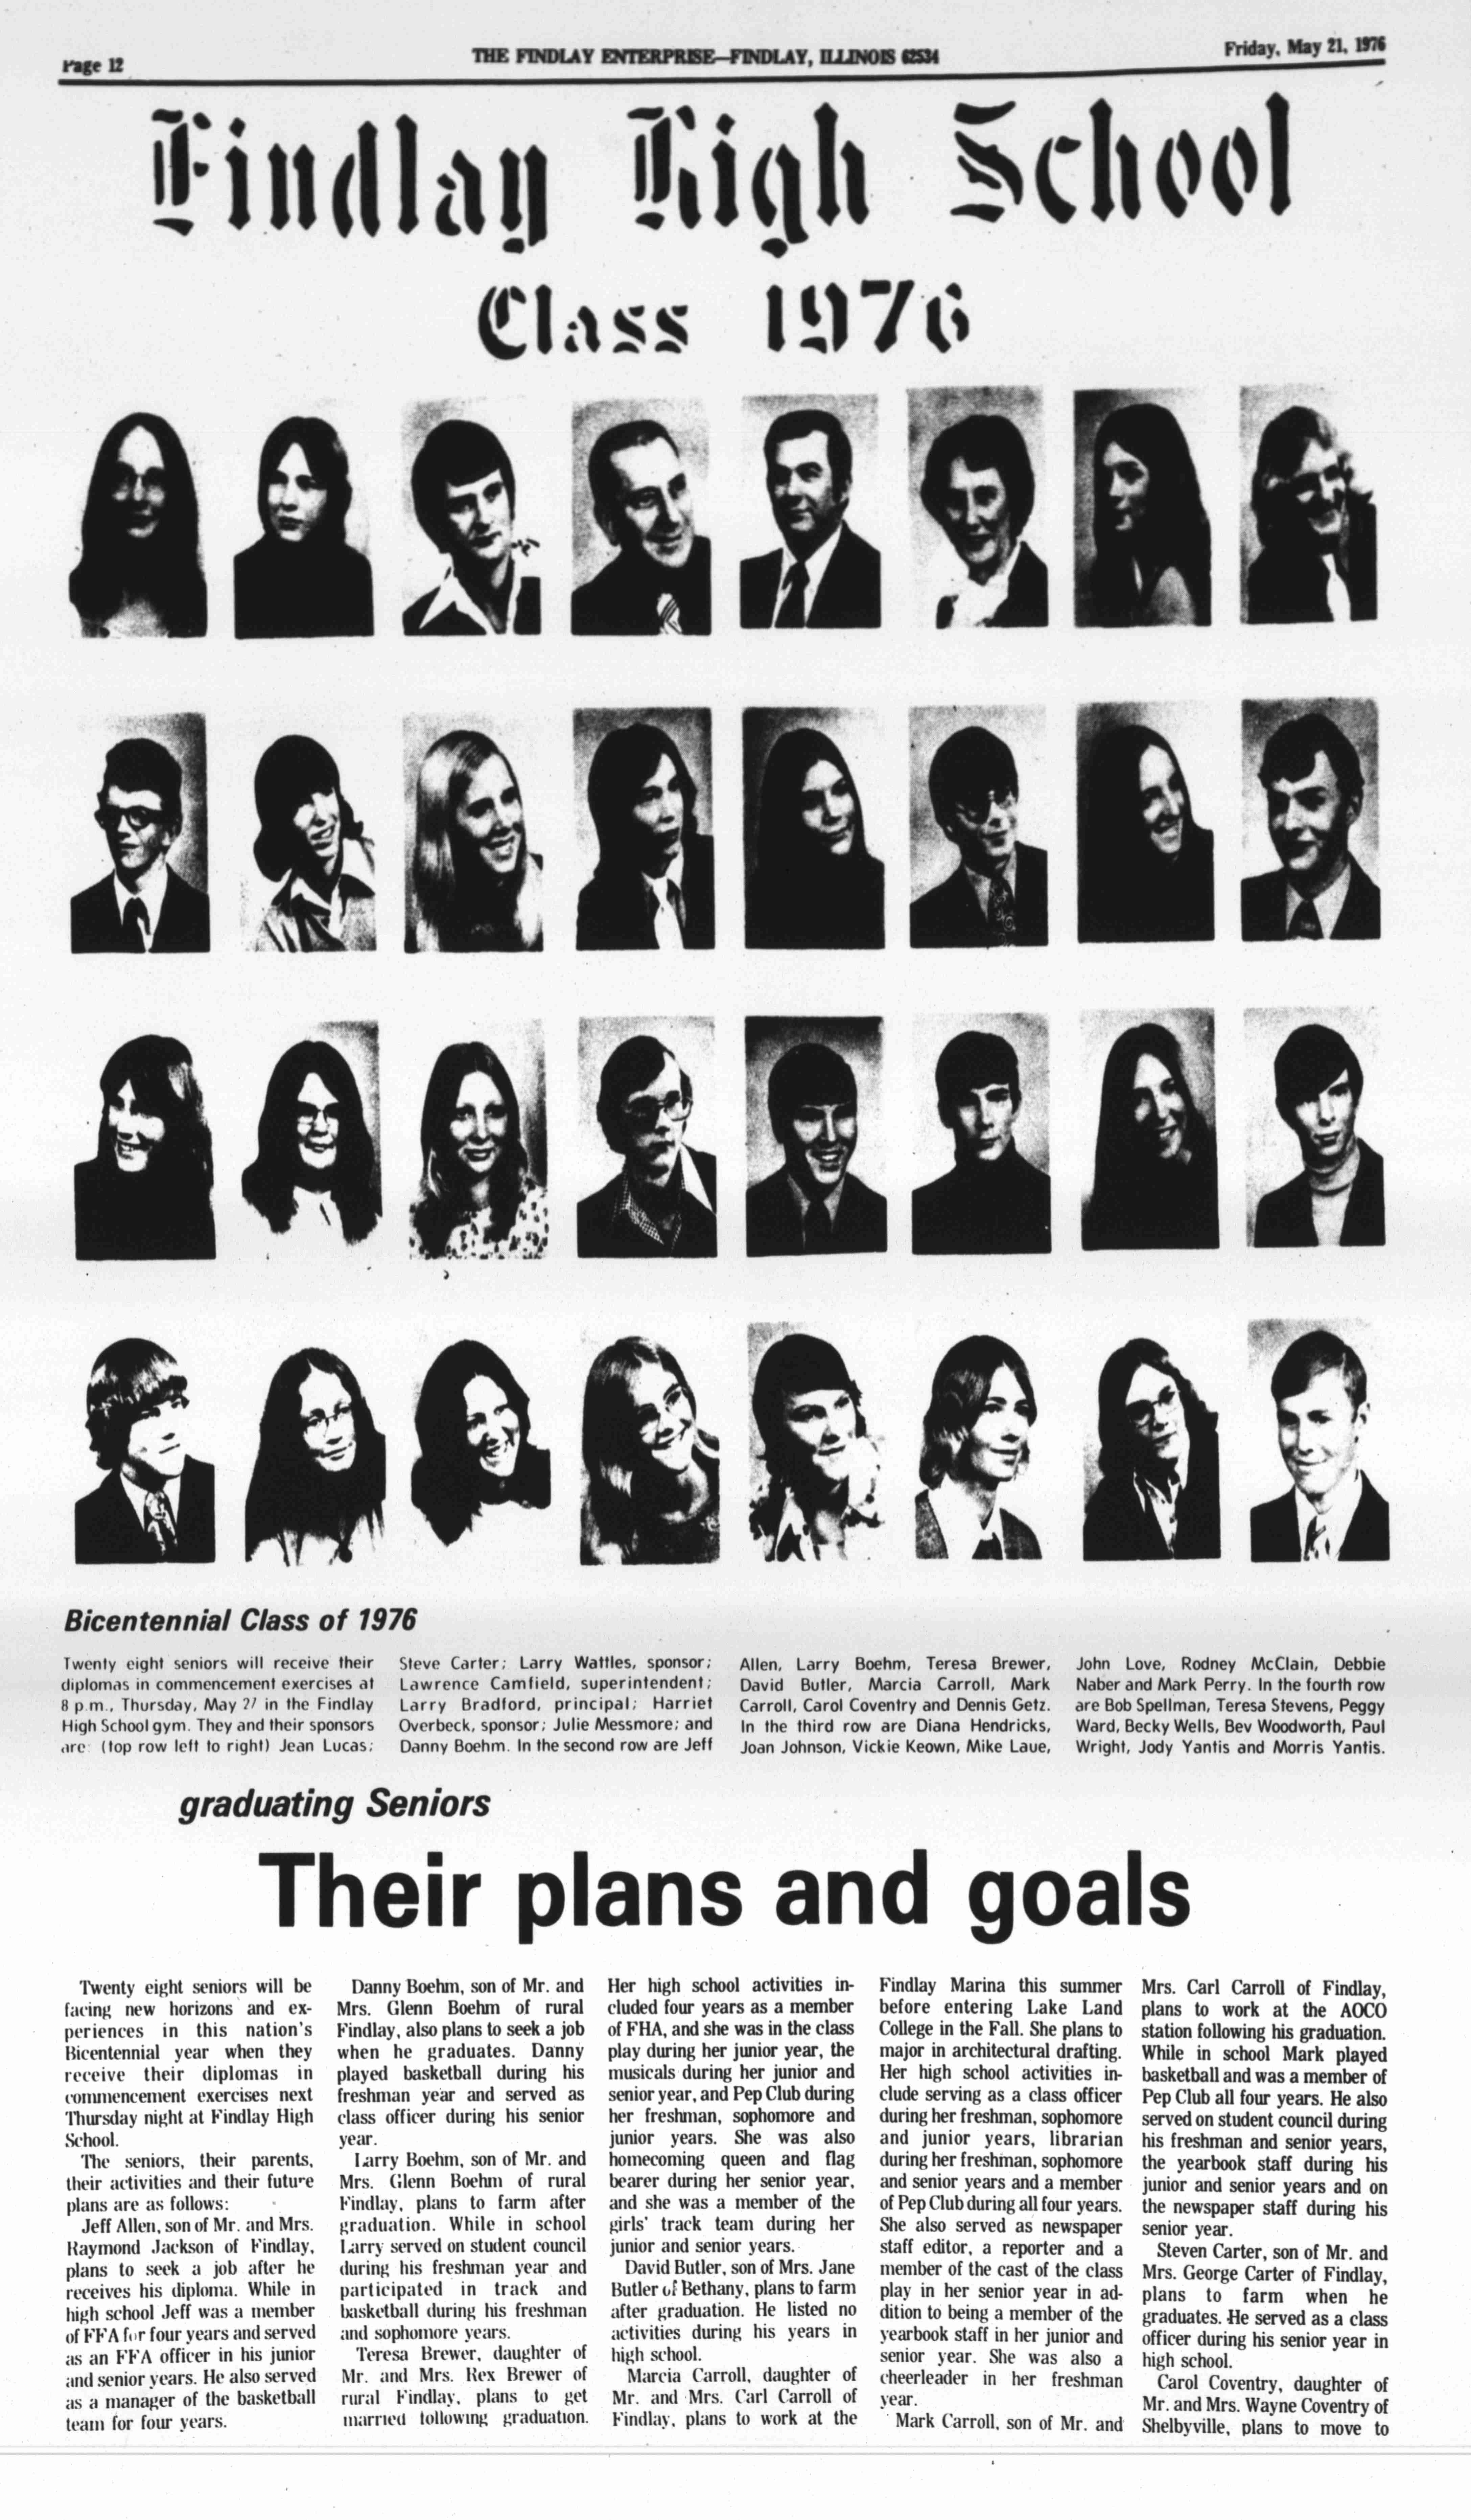 Page 12
THE FINDLAY ENTERPRISE—FINDLAY, ILLINOIS 62534
Friday, May 21, 1976
Findlay High School
Class 1976
Bicentennial Class of 1976
Twenty eight seniors will receive their
diplomas in commencement exercises at
8 p.m., Thursday, May 27 in the Findlay
High School gym. They and their sponsors
are: (top row left to right) Jean Lucas;
Steve Carter; Larry Wattles, sponsor;
Lawrence Camfield, superintendent;
Larry Bradford, principal; Harriet
Overbeck, sponsor; Julie Messmore; and
Danny Boehm. In the second row are Jeff
Allen, Larry Boehm, Teresa Brewer,
David Butler, Marcia Carroll, Mark
Carroll, Carol Coventry and Dennis Getz.
In the third row are Diana Hendricks,
Joan Johnson, Vickie Keown, Mike Laue,
John Love, Rodney McClain, Debbie
Naber and Mark Perry. In the fourth row
are Bob Spellman, Teresa Stevens, Peggy
Ward, Becky Wells, Bev Woodworth, Paul
Wright, Jody Yantis and Morris Yantis.
graduating Seniors
Their plans and goals
Twenty eight seniors will be
facing new horizons and ex-
periences in this nation's
Bicentennial year when they
receive their diplomas in
commencement exercises next
Thursday night at Findlay High
School.
The seniors, their parents,
their activities and their future
plans are as follows:
Jeff Allen, son of Mr. and Mrs.
Raymond Jackson of Findlay,
plans to seek a job after he
receives his diploma. While in
high school Jeff was a member
of FFA for four years and served
as an FFA officer in his junior
and senior years. He also served
as a manager of the basketball
team for four years.
Danny Boehm, son of Mr. and
Mrs. Glenn Boehm of rural
Findlay, also plans to seek a job
when he graduates. Danny
played basketball during his
freshman year and served as
class officer during his senior
year.
Larry Boehm, son of Mr. and
Mrs. Glenn Boehm of rural
Findlay, plans to farm after
graduation. While in school
Larry served on student council
during his freshman year and
participated in track and
basketball during his freshman
and sophomore years.
Teresa Brewer, daughter of
Mr. and Mrs. Rex Brewer of
rural Findlay, plans to get
married following graduation.
Her high school activities in-
cluded four years as a member
of FHA, and she was in the class
play during her junior year, the
musicals during her junior and
senior year, and Pep Club during
her freshman, sophomore and
junior years. She was also
homecoming queen and flag
bearer during her senior year,
and she was a member of the
girls' track team during her
junior and senior years.
David Butler, son of Mrs. Jane
Butler of Bethany, plans to farm
after graduation. He listed no
activities during his years in
high school.
Marcia Carroll, daughter of
Mr. and Mrs. Carl Carroll of
Findlay, plans to work at the
Findlay Marina this summer
before entering Lake Land
College in the Fall. She plans to
major in architectural drafting.
Her high school activities in-
clude serving as a class officer
during her freshman, sophomore
and junior years, librarian
during her freshman, sophomore
and senior years and a member
of Pep Club during all four years.
She also served as newspaper
staff editor, a reporter and a
member of the cast of the class
play in her senior year in ad-
dition to being a member of the
yearbook staff in her junior and
senior year. She was also a
cheerleader in her freshman
year.
Mark Carroll, son of Mr. and
Mrs. Carl Carroll of Findlay,
plans to work at the AOCO
station following his graduation.
While in school Mark played
basketball and was a member of
Pep Club all four years. He also
served on student council during
his freshman and senior years,
the yearbook staff during his
junior and senior years and on
the newspaper staff during his
senior year.
Steven Carter, son of Mr. and
Mrs. George Carter of Findlay,
plans to farm when he
graduates. He served as a class
officer during his senior year in
high school.
Carol Coventry, daughter of
Mr. and Mrs. Wayne Coventry of
Shelbyville, plans to move to